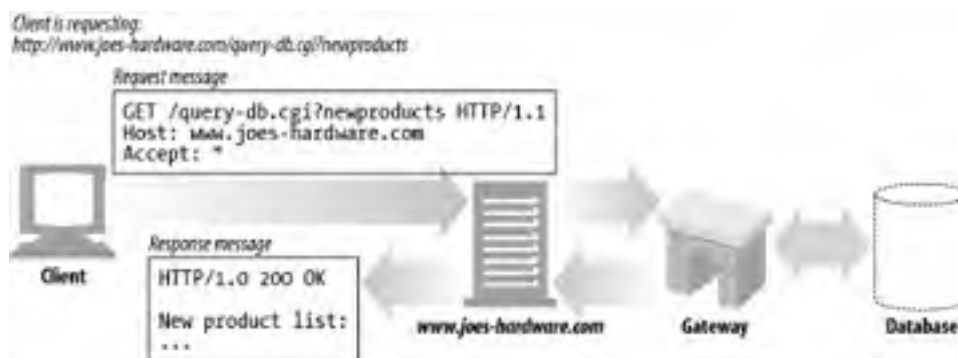 Client is requesting:
http://www.joes-hardware.com/query-db.cgi?newproducts
Request message
GET /query-db.cgi?newproducts HTTP/1.1
Host: www.joes-hardware.com
Accept: *
Client
Response message
HTTP/1.0 200 OK
New product list:
...
www.joes-hardware.com
Gateway
Database